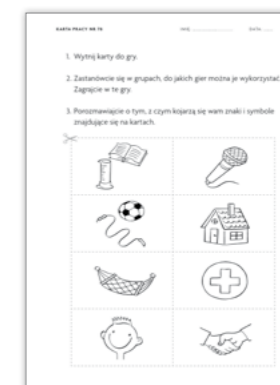 KARTA PRACY NR 70 IMIĘ DATA
1. Wytnij karty do gry.
2. Zastanówcie się w grupach, do jakich gier można je wykorzystać.
Zagrajcie w te gry.
3. Porozmawiajcie o tym, z czym kojarzą się wam znaki i symbole
znajdujące się na kartach.